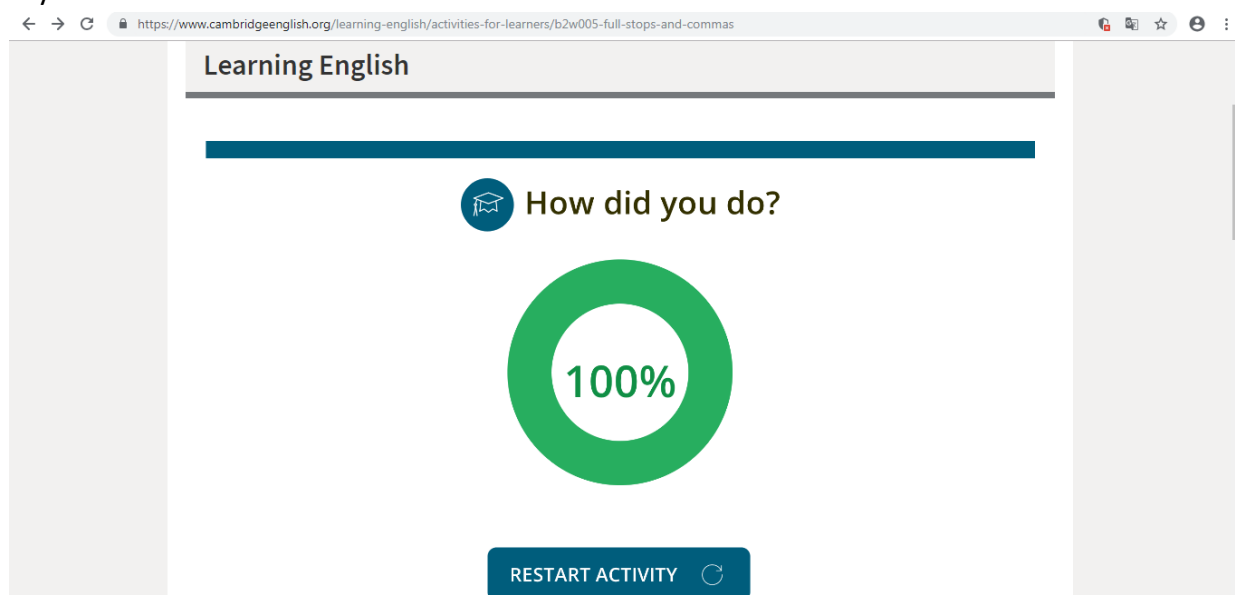 https://www.cambridgeenglish.org/learning-english/activities-for-learners/b2w005-full-stops-and-commas
Learning English
How did you do?
100%
RESTART ACTIVITY